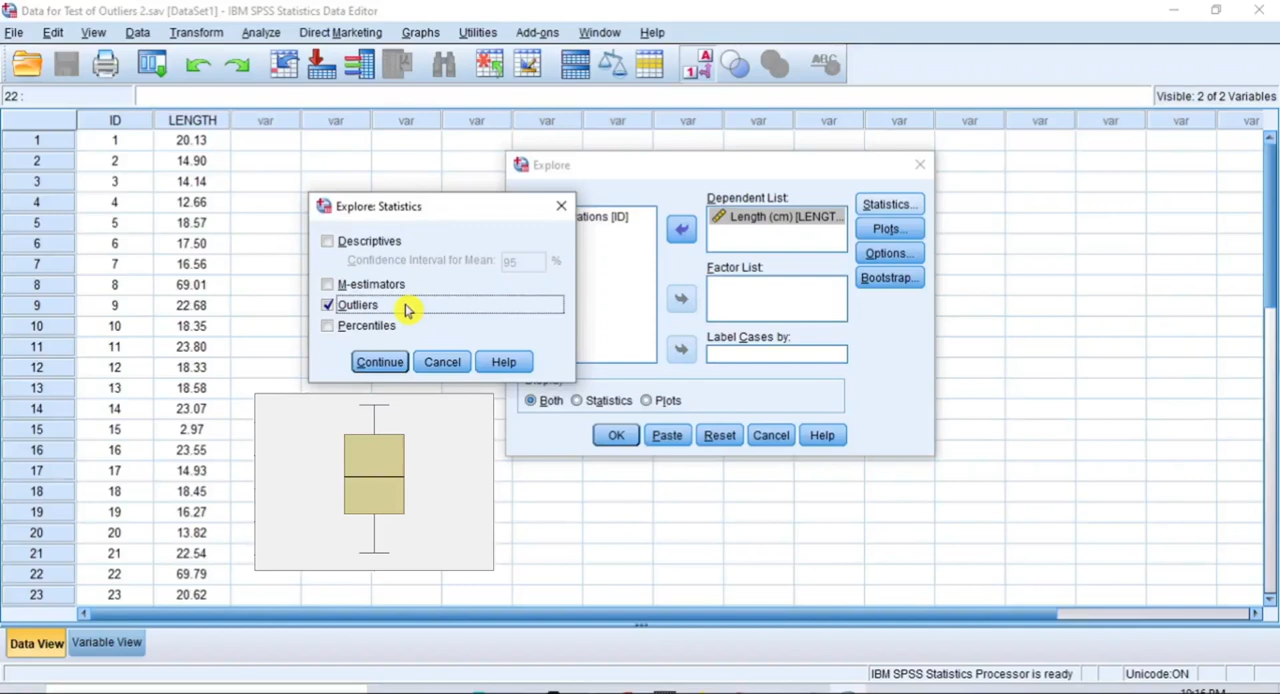 Data for Test of Outliers 2.sav [DataSet1] - IBM SPSS Statistics Data Editor
File Edit View Data Transform Analyze Direct Marketing Graphs Utilities Add-ons Window Help
22 :
Visible: 2 of 2 Variables
ID LENGTH var var var var var var var var var var var var var var var
1 1 20.13
2 2 14.90
3 3 14.14
4 4 12.66
5 5 18.57
6 6 17.50
7 7 16.56
8 8 69.01
9 9 22.68
10 10 18.35
11 11 23.80
12 12 18.33
13 13 18.58
14 14 23.07
15 15 2.97
16 16 23.55
17 17 14.93
18 18 18.45
19 19 16.27
20 20 13.82
21 21 22.54
22 22 69.79
23 23 20.62
Explore: Statistics
Descriptives
Confidence Interval for Mean: 95 %
M-estimators
Outliers
Percentiles
Continue Cancel Help
Explore
ations [ID]
Dependent List:
Length (cm) [LENGT...
Factor List:
Label Cases by:
Statistics...
Plots...
Options...
Bootstrap...
Both Statistics Plots
OK Paste Reset Cancel Help
Data View Variable View
IBM SPSS Statistics Processor is ready Unicode:ON